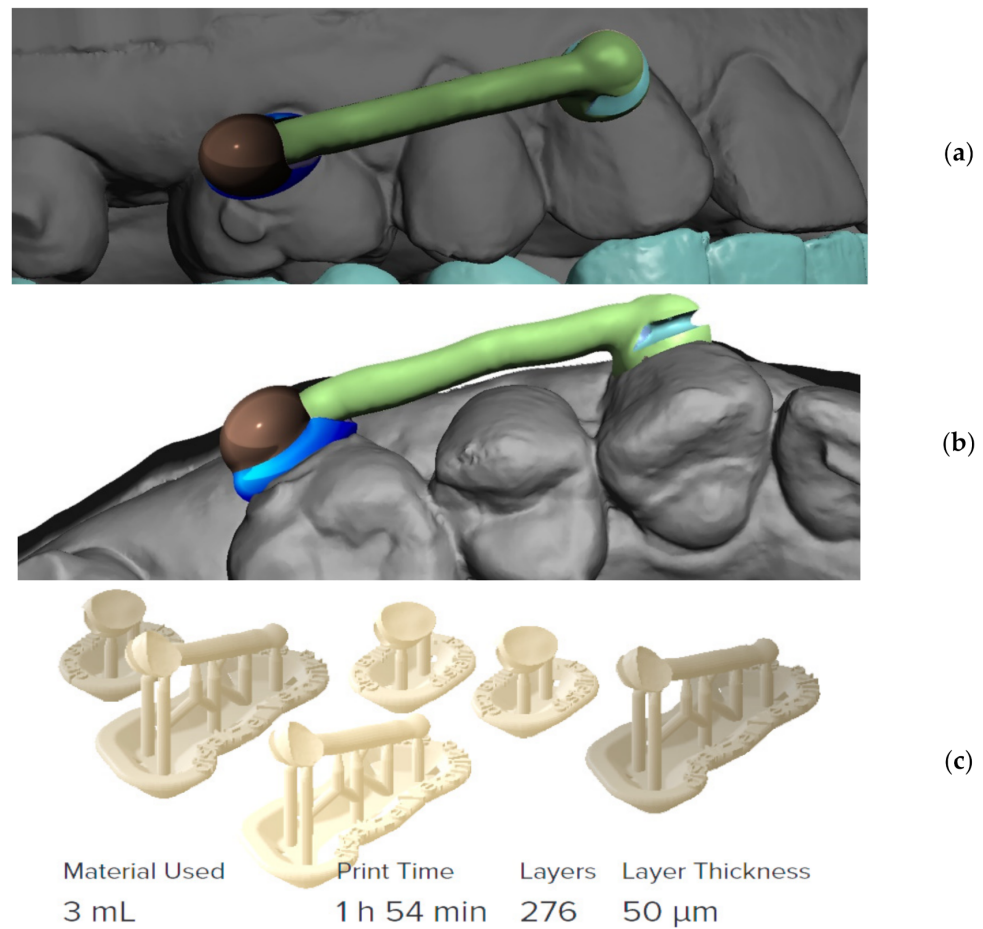 (a)
(b)
(c)
Material Used Print Time Layers Layer Thickness
3 mL 1 h 54 min 276 50 μm